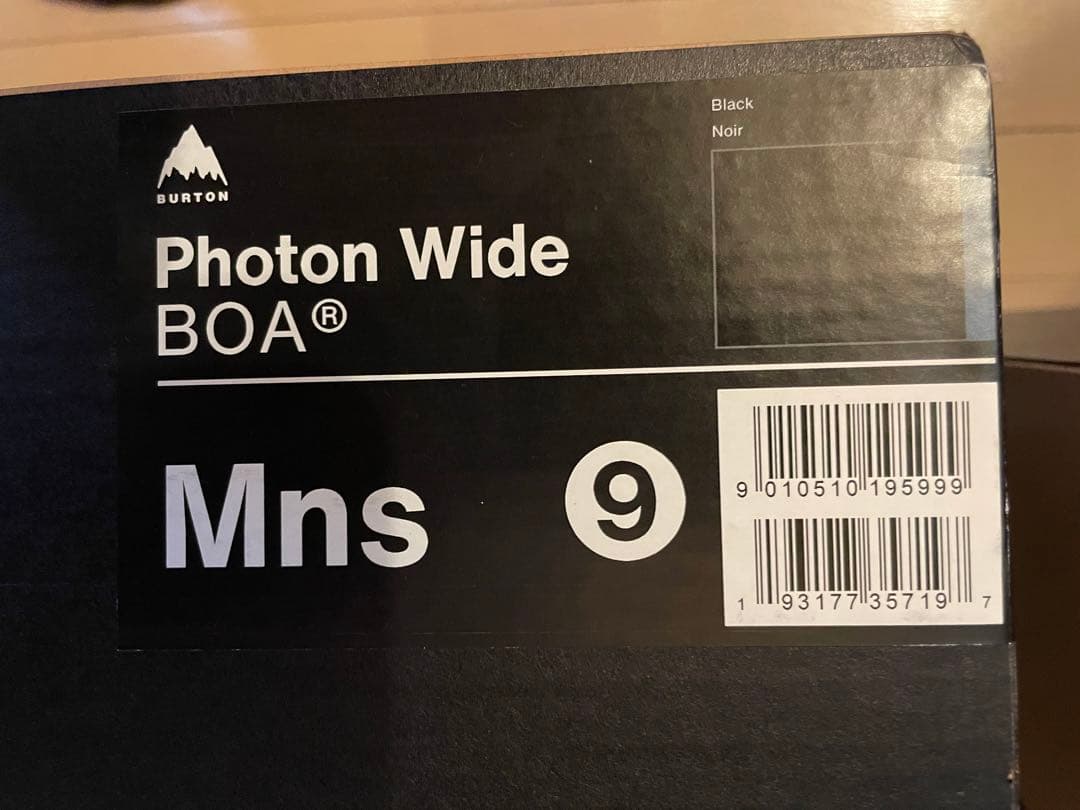 BURTON
Photon Wide
BOA®
Black
Noir
Mns
9
9 010510 195999
1 93177 35719 7